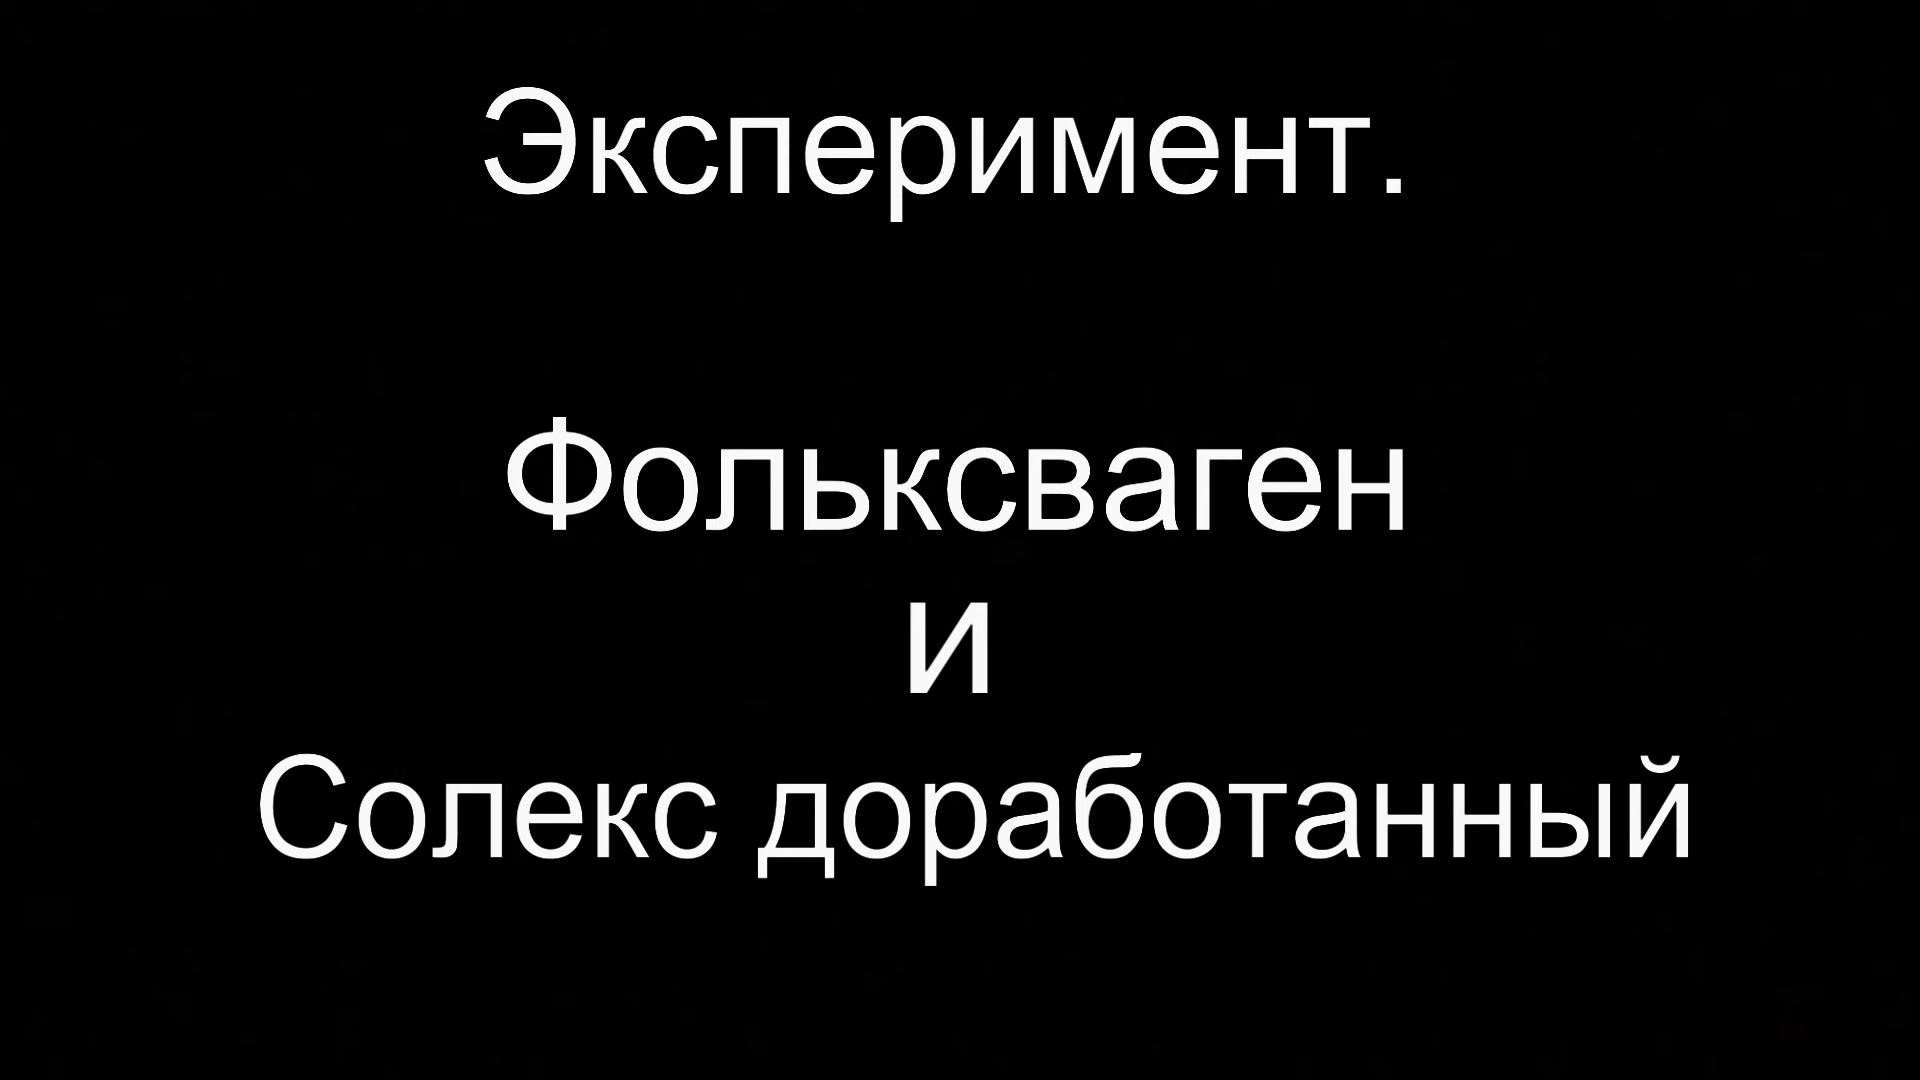 Эксперимент.
Фольксваген
и
Солекс доработанный